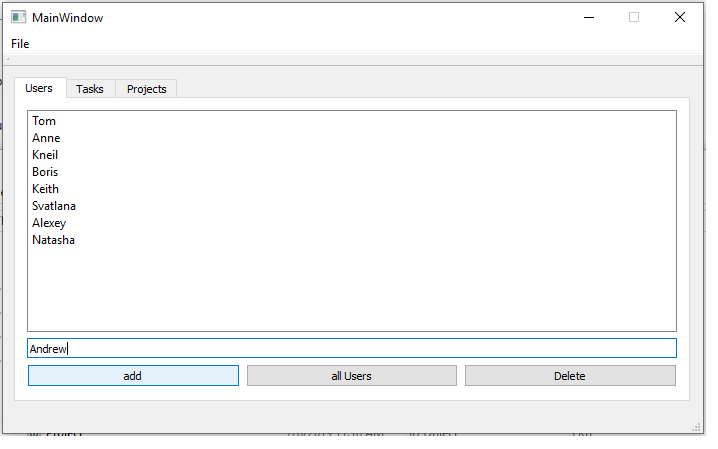 MainWindow
File
Users Tasks Projects
Tom
Anne
Kneil
Boris
Keith
Svatlana
Alexey
Natasha
Andrew
add all Users Delete